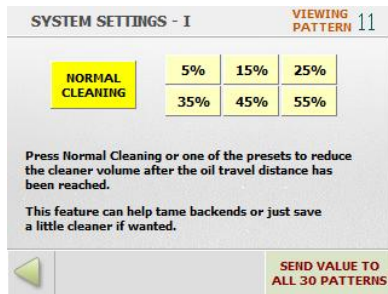 SYSTEM SETTINGS - I
VIEWING
PATTERN 11
NORMAL
CLEANING
5% 15% 25%
35% 45% 55%
Press Normal Cleaning or one of the presets to reduce
the cleaner volume after the oil travel distance has
been reached.
This feature can help tame backends or just save
a little cleaner if wanted.
SEND VALUE TO
ALL 30 PATTERNS